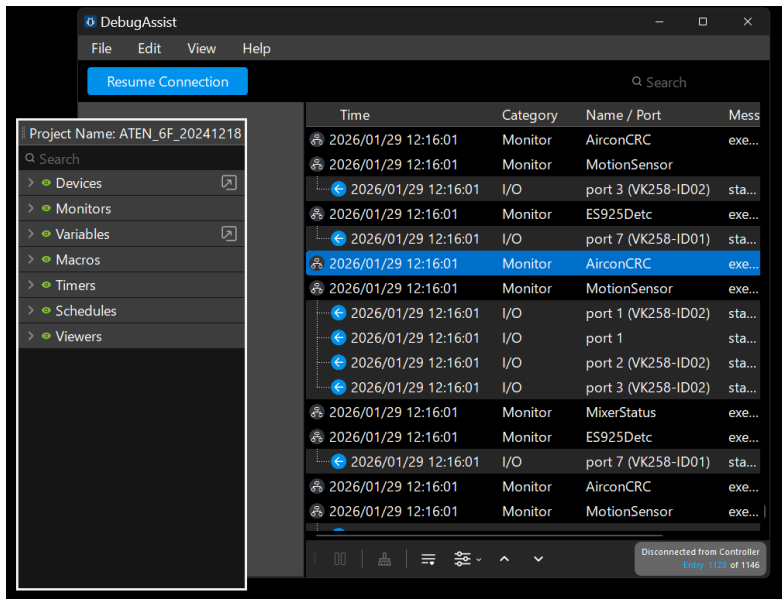 DebugAssist
File Edit View Help
Resume Connection
Search
Project Name: ATEN_6F_20241218
Search
Devices
Monitors
Variables
Macros
Timers
Schedules
Viewers
Time Category Name / Port Mess
2026/01/29 12:16:01 Monitor AirconCRC exe...
2026/01/29 12:16:01 Monitor MotionSensor
2026/01/29 12:16:01 I/O port 3 (VK258-ID02) sta...
2026/01/29 12:16:01 Monitor ES925Detc exe...
2026/01/29 12:16:01 I/O port 7 (VK258-ID01) sta...
2026/01/29 12:16:01 Monitor AirconCRC exe...
2026/01/29 12:16:01 Monitor MotionSensor exe...
2026/01/29 12:16:01 I/O port 1 (VK258-ID02) sta...
2026/01/29 12:16:01 I/O port 1 sta...
2026/01/29 12:16:01 I/O port 2 (VK258-ID02) sta...
2026/01/29 12:16:01 I/O port 3 (VK258-ID02) sta...
2026/01/29 12:16:01 Monitor MixerStatus exe...
2026/01/29 12:16:01 Monitor ES925Detc exe...
2026/01/29 12:16:01 I/O port 7 (VK258-ID01) sta...
2026/01/29 12:16:01 Monitor AirconCRC exe...
2026/01/29 12:16:01 Monitor MotionSensor exe...
Disconnected from Controller
Entry 1128 of 1146